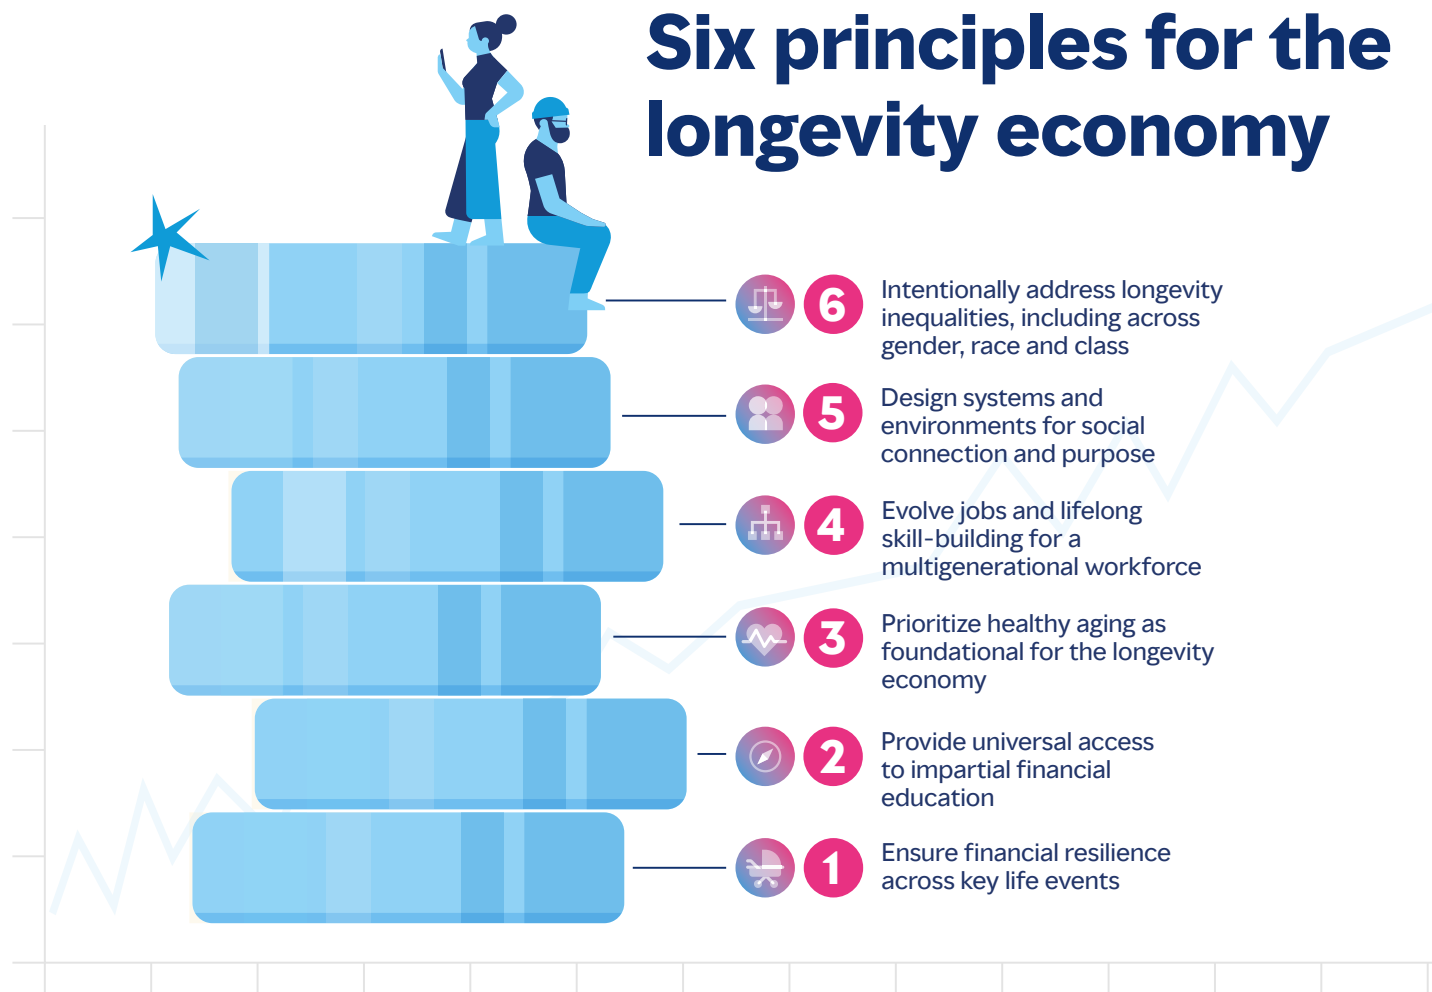 Six principles for the
longevity economy
6
Intentionally address longevity
inequalities, including across
gender, race and class
5
Design systems and
environments for social
connection and purpose
4
Evolve jobs and lifelong
skill-building for a
multigenerational workforce
3
Prioritize healthy aging as
foundational for the longevity
economy
2
Provide universal access
to impartial financial
education
1
Ensure financial resilience
across key life events